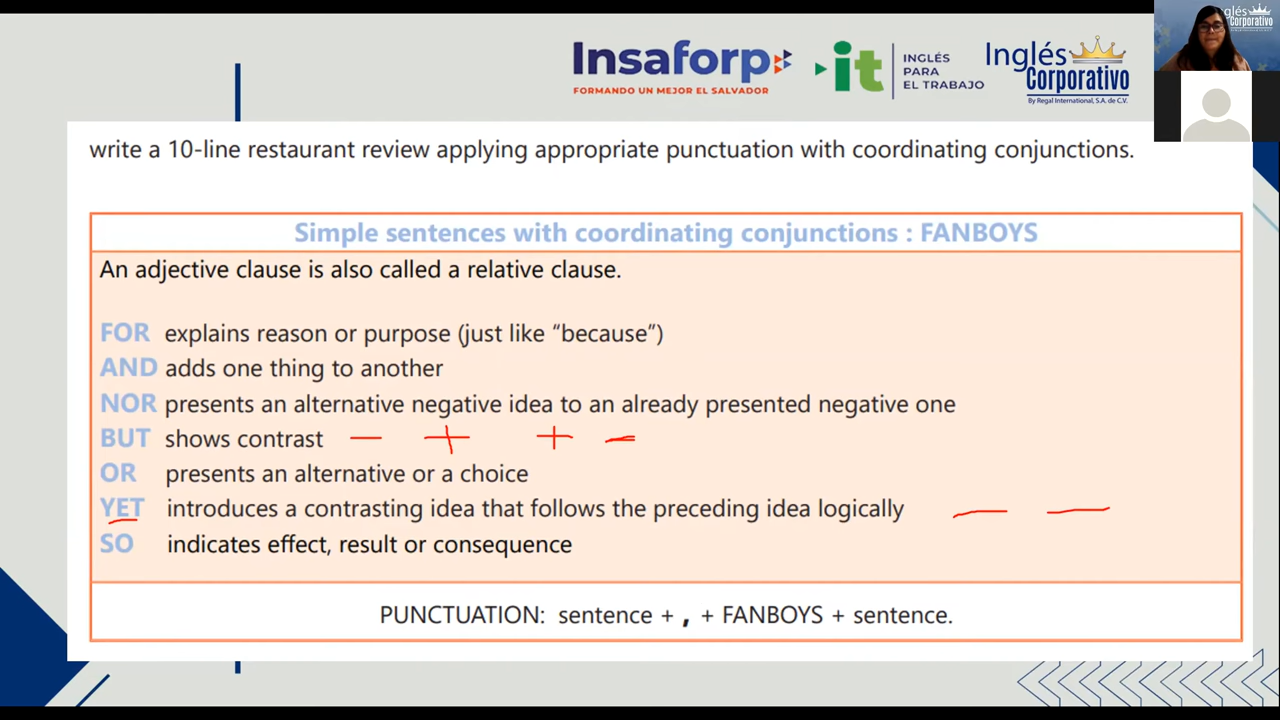 Insaforp
FORMANDO UN MEJOR EL SALVADOR
it
INGLÉS
PARA
EL TRABAJO
Inglés
Corporativo
By Regal International, S.A. de C.V.
Inglés
Corporativo
write a 10-line restaurant review applying appropriate punctuation with coordinating conjunctions.
Simple sentences with coordinating conjunctions : FANBOYS
An adjective clause is also called a relative clause.
FOR explains reason or purpose (just like “because”)
AND adds one thing to another
NOR presents an alternative negative idea to an already presented negative one
BUT shows contrast − + + −
OR presents an alternative or a choice
YET introduces a contrasting idea that follows the preceding idea logically − −
SO indicates effect, result or consequence
PUNCTUATION: sentence + , + FANBOYS + sentence.